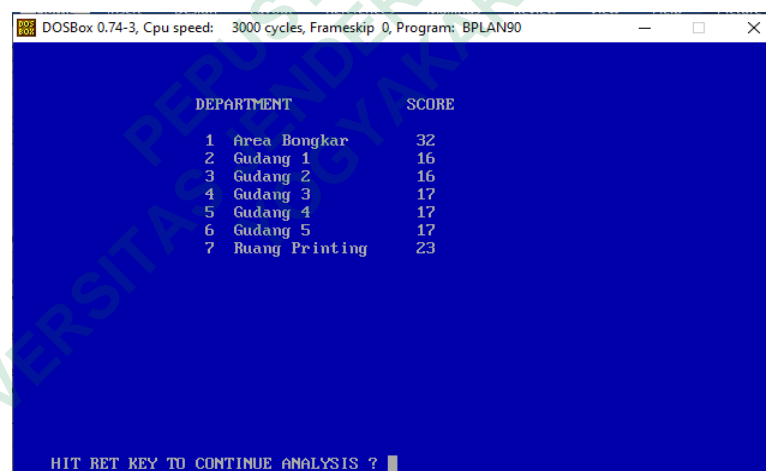 DOSBox 0.74-3, Cpu speed: 3000 cycles, Frameskip 0, Program: BPLAN90
DEPARTMENT SCORE
1 Area Bongkar 32
2 Gudang 1 16
3 Gudang 2 16
4 Gudang 3 17
5 Gudang 4 17
6 Gudang 5 17
7 Ruang Printing 23
HIT RET KEY TO CONTINUE ANALYSIS ?